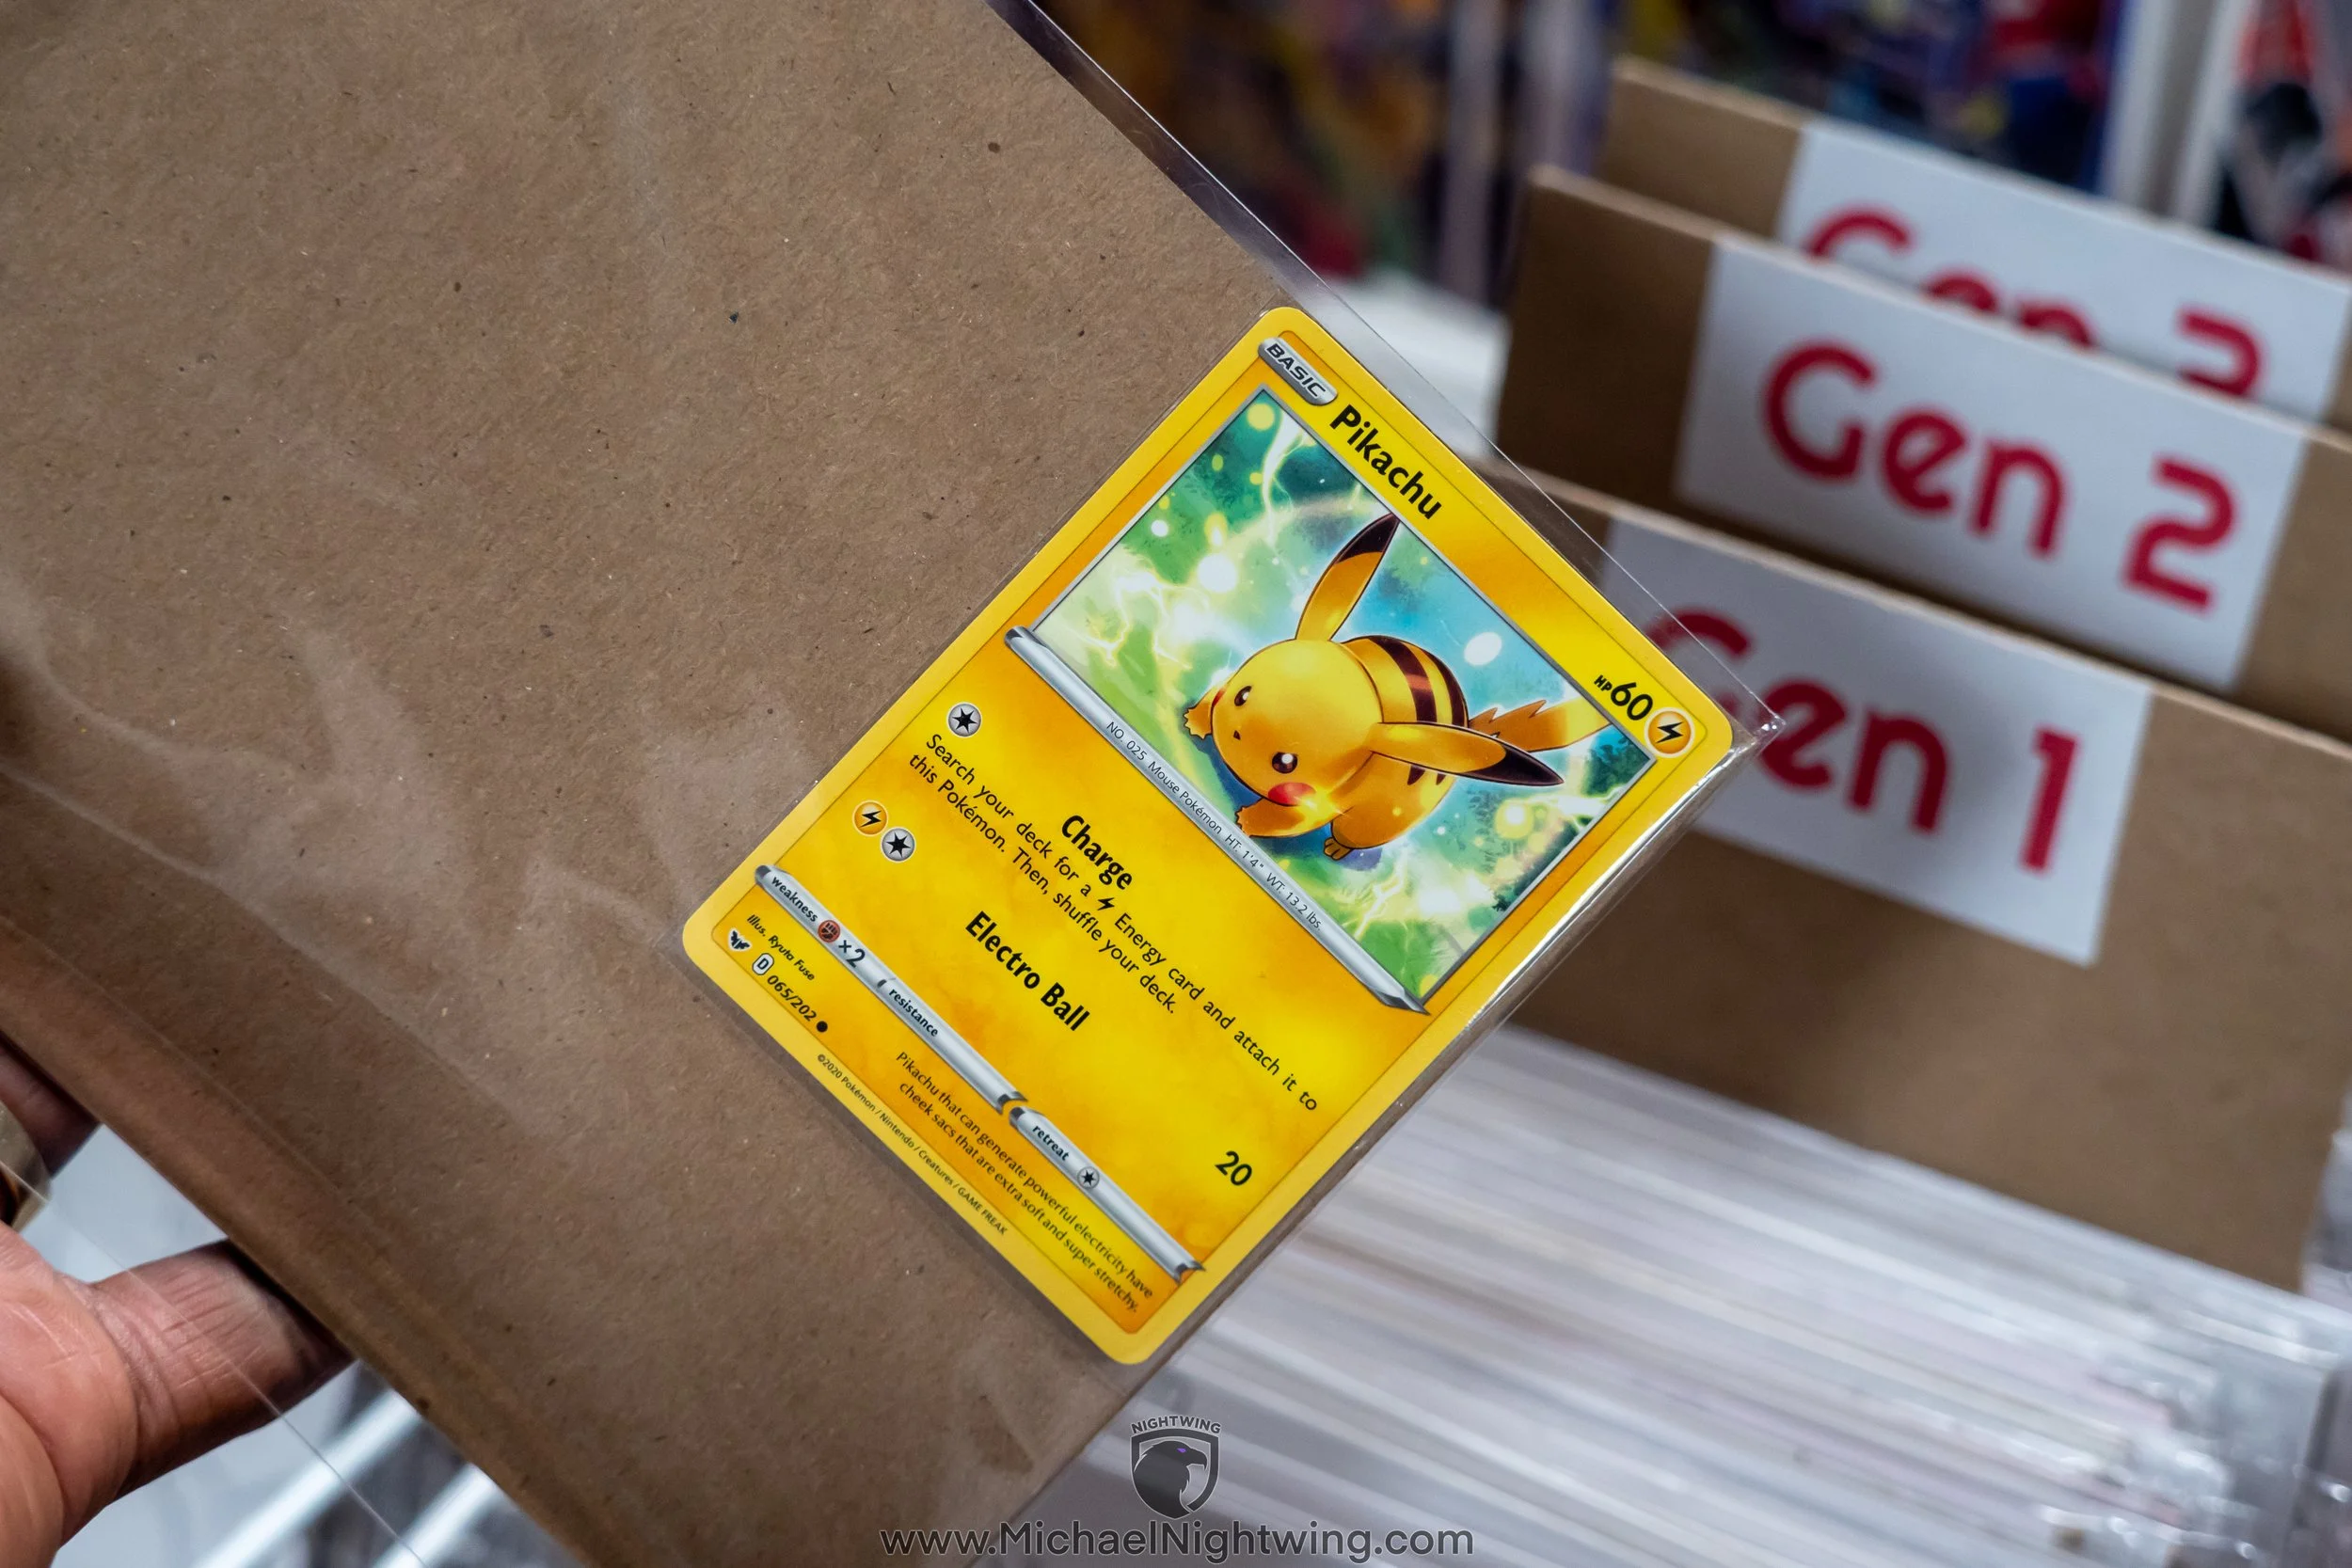 BASIC
Pikachu
HP 60
NO. 025 Mouse Pokémon HT: 1'4" WT: 13.2 lbs.
Charge
Search your deck for a Energy card and attach it to
this Pokémon. Then, shuffle your deck.
Electro Ball 20
weakness ×2 resistance retreat
Illus. Ryuta Fuse
D 065/202
Pikachu that can generate powerful electricity have
cheek sacs that are extra soft and super stretchy.
©2020 Pokémon / Nintendo / Creatures / GAME FREAK
Gen 3
Gen 2
Gen 1
NIGHTWING
www.MichaelNightwing.com